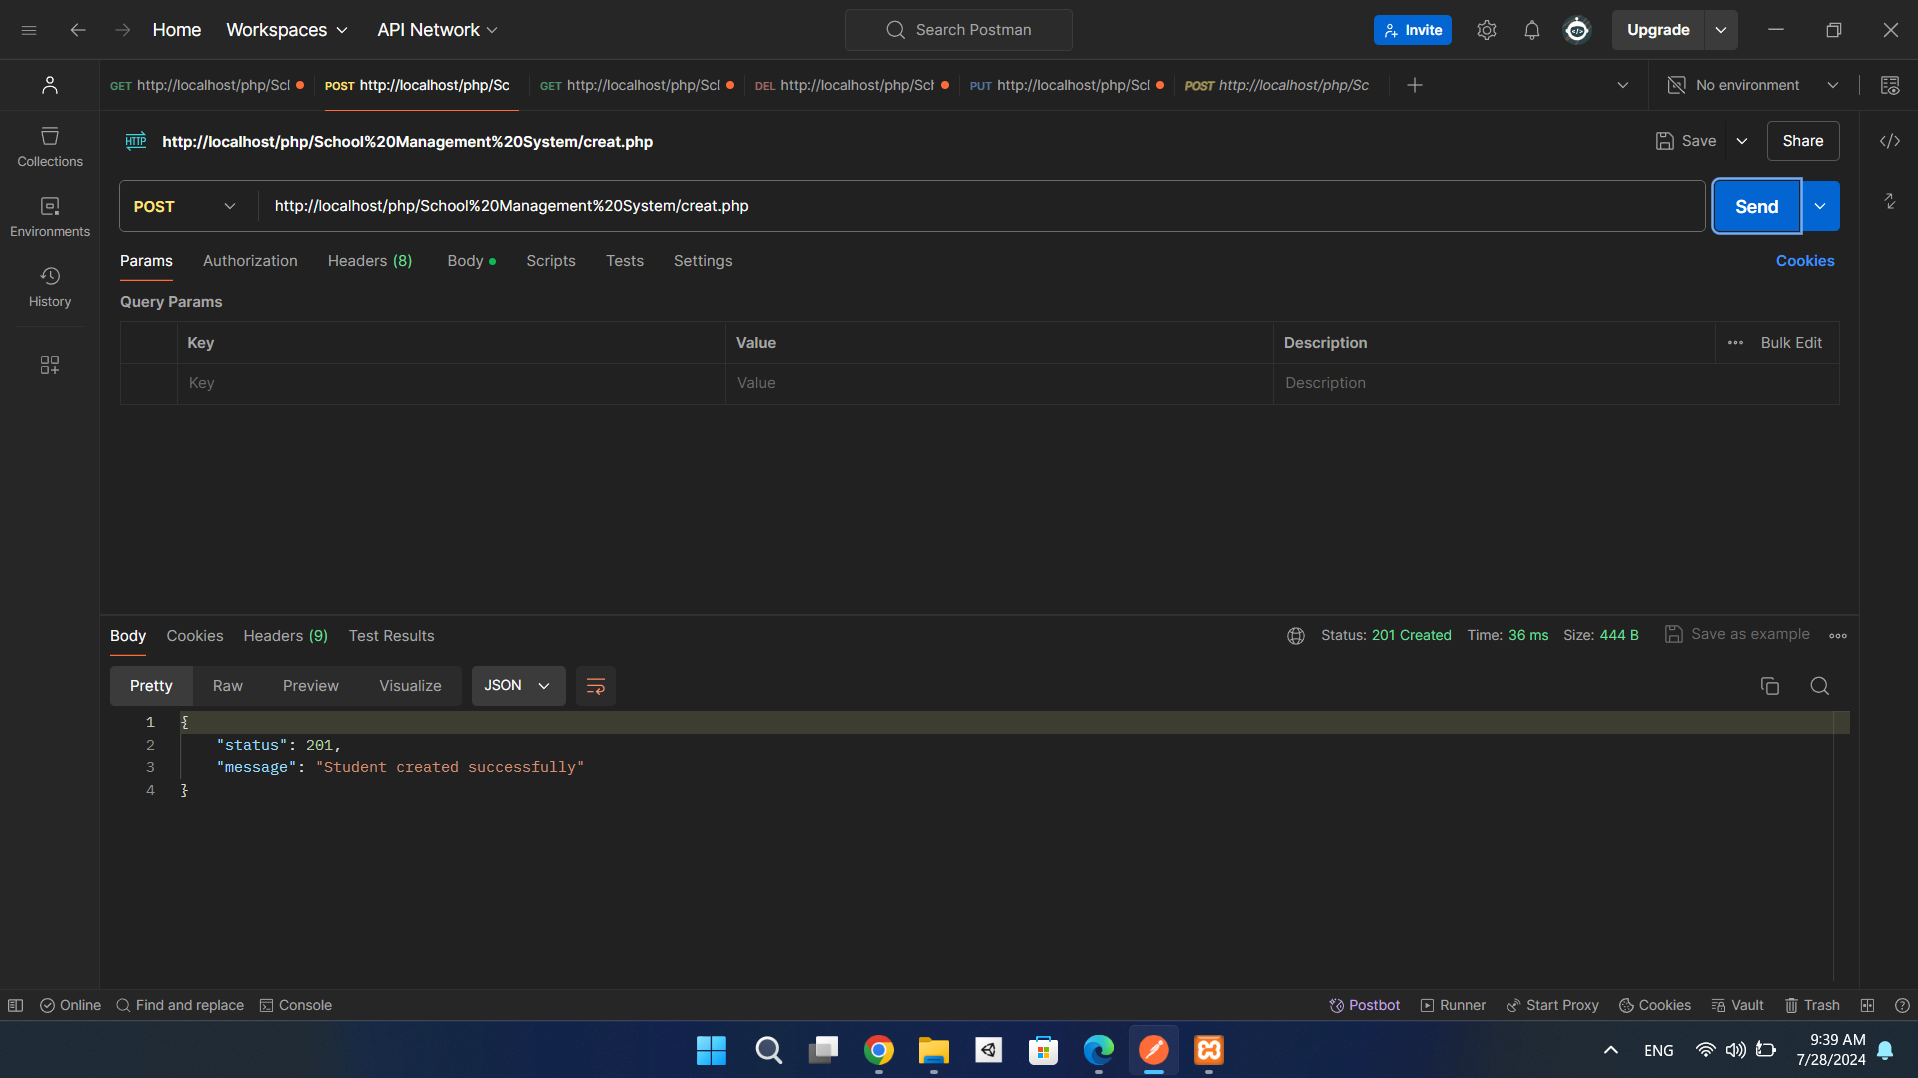 Home Workspaces API Network Search Postman Invite Upgrade
GET http://localhost/php/Scl POST http://localhost/php/Sc GET http://localhost/php/Scl DEL http://localhost/php/Sch PUT http://localhost/php/Scl POST http://localhost/php/Sc No environment
HTTP http://localhost/php/School%20Management%20System/creat.php Save Share
Collections
POST http://localhost/php/School%20Management%20System/creat.php Send
Environments
Params Authorization Headers (8) Body Scripts Tests Settings Cookies
History
Query Params
Key Value Description Bulk Edit
Key Value Description
Body Cookies Headers (9) Test Results Status: 201 Created Time: 36 ms Size: 444 B Save as example
Pretty Raw Preview Visualize JSON
1 {
2 "status": 201,
3 "message": "Student created successfully"
4 }
Online Find and replace Console Postbot Runner Start Proxy Cookies Vault Trash
ENG 9:39 AM
7/28/2024